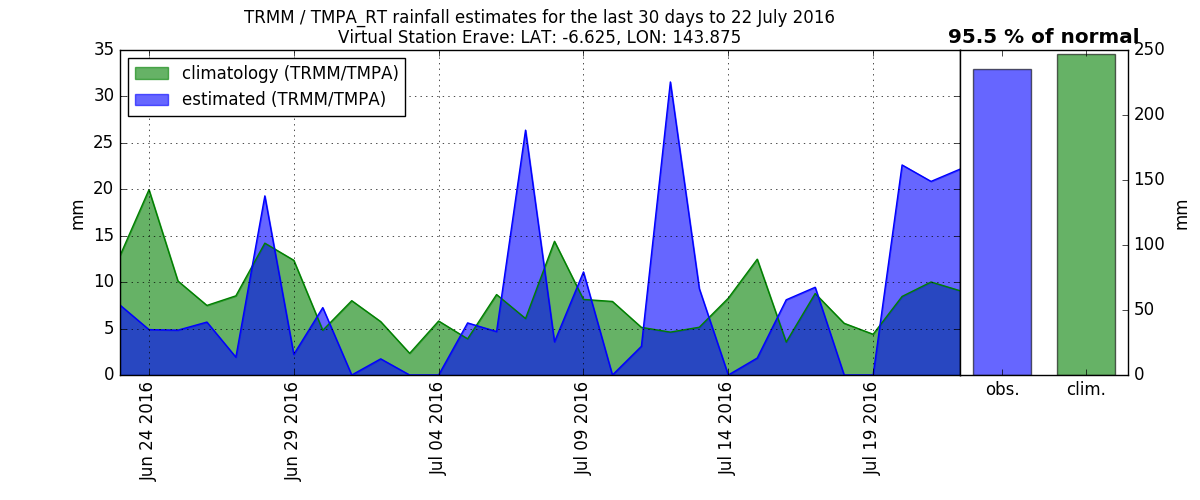 TRMM / TMPA_RT rainfall estimates for the last 30 days to 22 July 2016
Virtual Station Erave: LAT: -6.625, LON: 143.875
95.5 % of normal
climatology (TRMM/TMPA)
estimated (TRMM/TMPA)
35
30
25
20
15
10
5
0
mm
Jun 24 2016
Jun 29 2016
Jul 04 2016
Jul 09 2016
Jul 14 2016
Jul 19 2016
obs.
clim.
250
200
150
100
50
0
mm